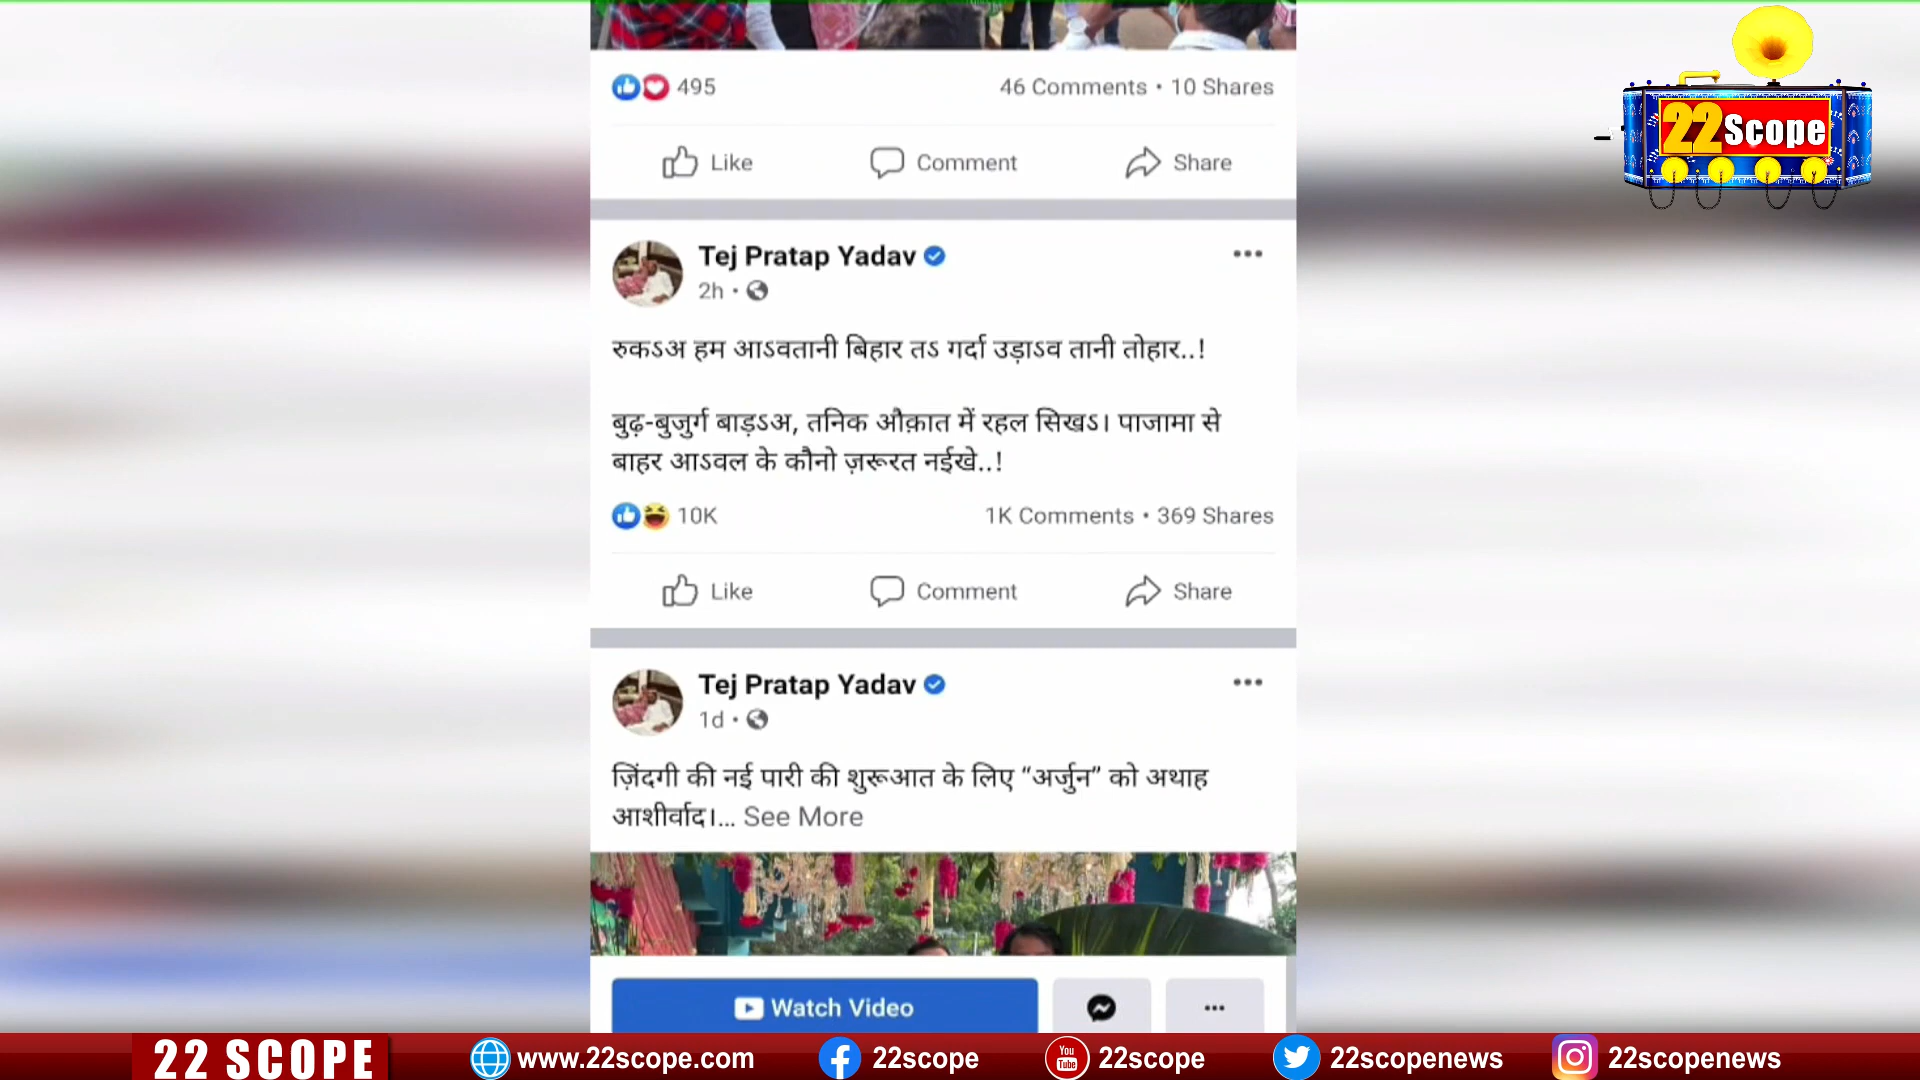 495
46 Comments • 10 Shares
Like
Comment
Share
22Scope
Tej Pratap Yadav
2h •
रुकऽअ हम आऽवतानी बिहार तऽ गर्दा उड़ाऽव तानी तोहार..!
बुढ़-बुजुर्ग बाड़ऽअ, तनिक औक़ात में रहल सिखऽ। पाजामा से
बाहर आऽवल के कौनो ज़रूरत नईखे..!
10K
1K Comments • 369 Shares
Like
Comment
Share
Tej Pratap Yadav
1d •
ज़िंदगी की नई पारी की शुरूआत के लिए “अर्जुन” को अथाह
आशीर्वाद।... See More
Watch Video
22 SCOPE
www.22scope.com
22scope
You Tube
22scope
22scopenews
22scopenews